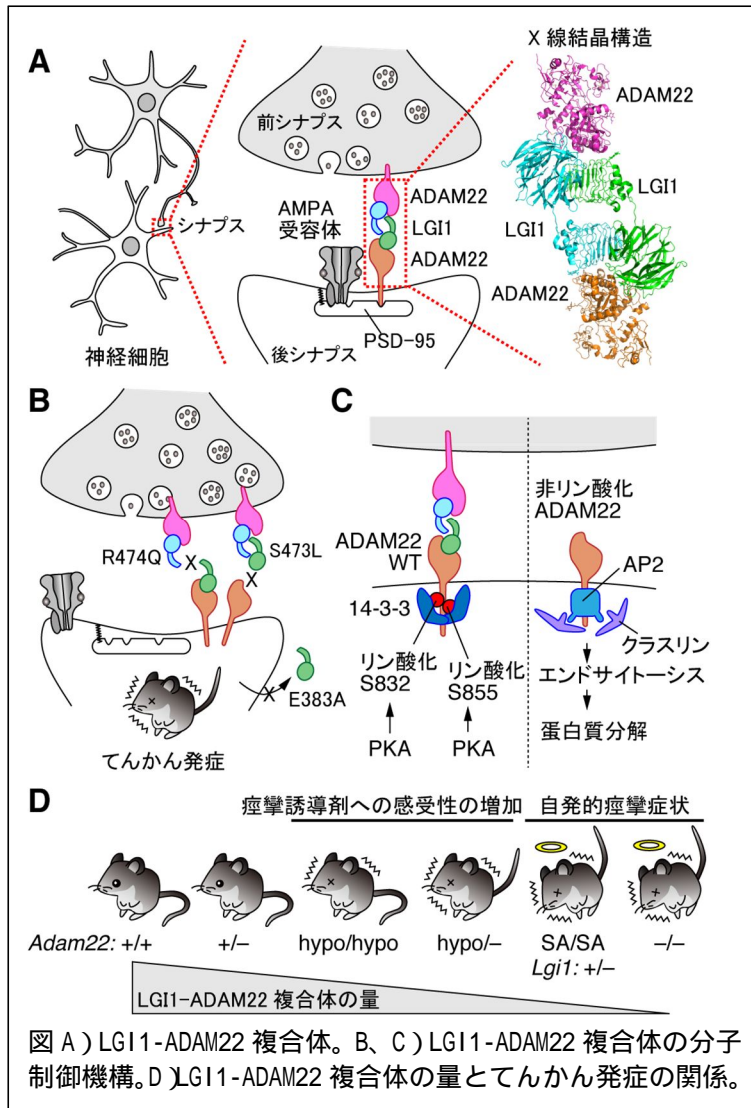 A
X 線結晶構造
ADAM22
前シナプス
LGI1
ADAM22
AMPA
受容体
LGI1
シナプス
LGI1
ADAM22
ADAM22
神経細胞
後シナプス
PSD-95
B
C
非リン酸化
ADAM22
R474Q
S473L
ADAM22
WT
AP2
14-3-3
クラスリン
リン酸化
S832
リン酸化
S855
エンドサイトーシス
E383A
てんかん発症
PKA
PKA
蛋白質分解
D
痙攣誘導剤への感受性の増加
自発的痙攣症状
Adam22: +/+
+/−
hypo/hypo
hypo/−
SA/SA
−/−
Lgi1: +/−
LGI1−ADAM22 複合体の量
図 A)LGI1-ADAM22 複合体。B、C)LGI1-ADAM22 複合体の分子
制御機構。D)LGI1-ADAM22 複合体の量とてんかん発症の関係。